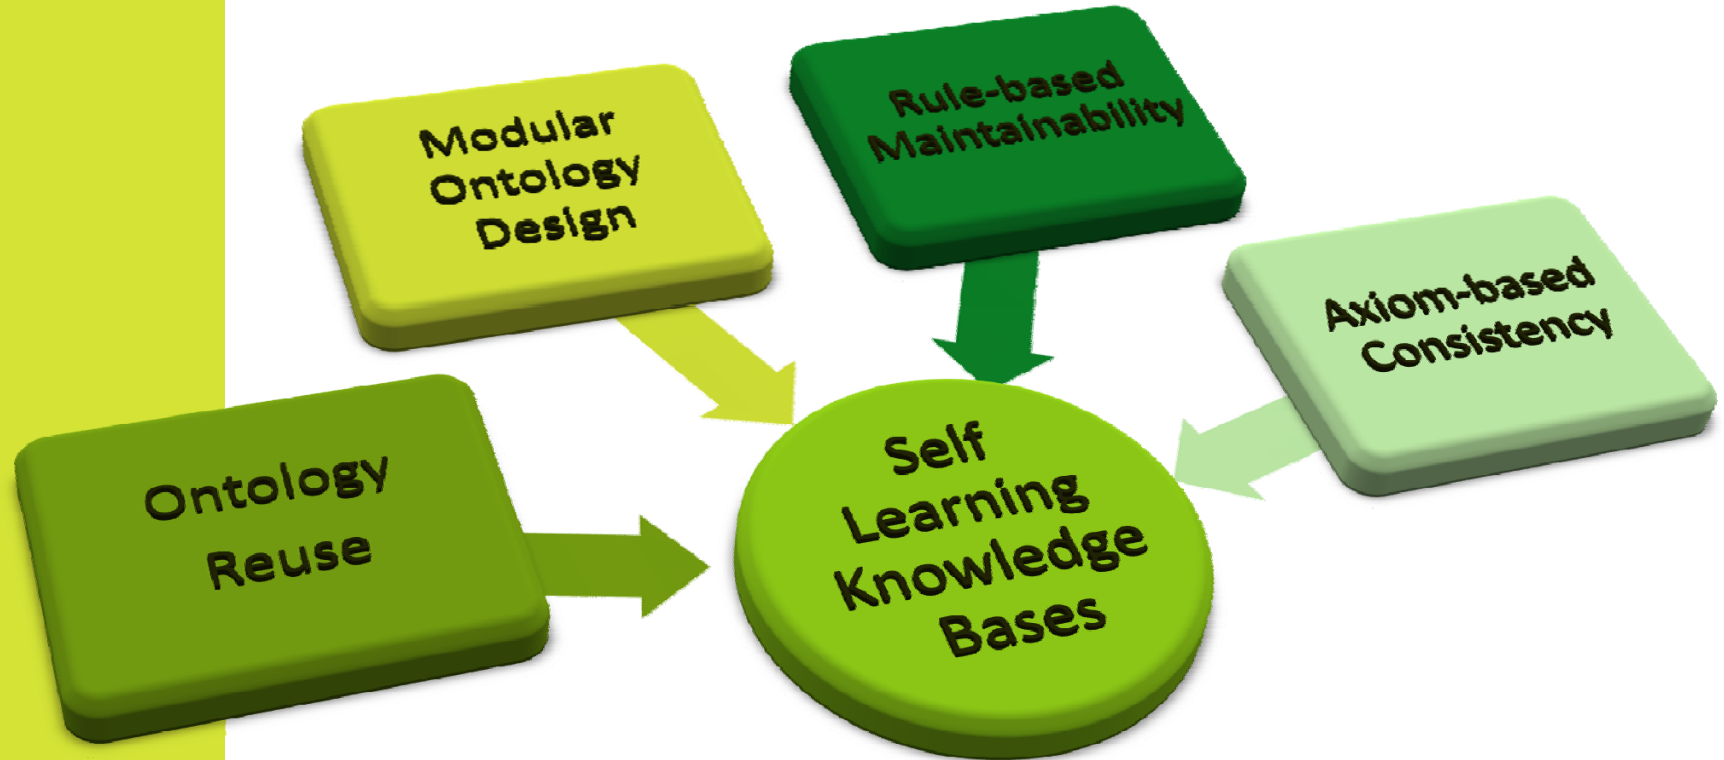 Modular
Ontology
Design
Rule-based
Maintainability
Axiom-based
Consistency
Ontology
Reuse
Self
Learning
Knowledge
Bases